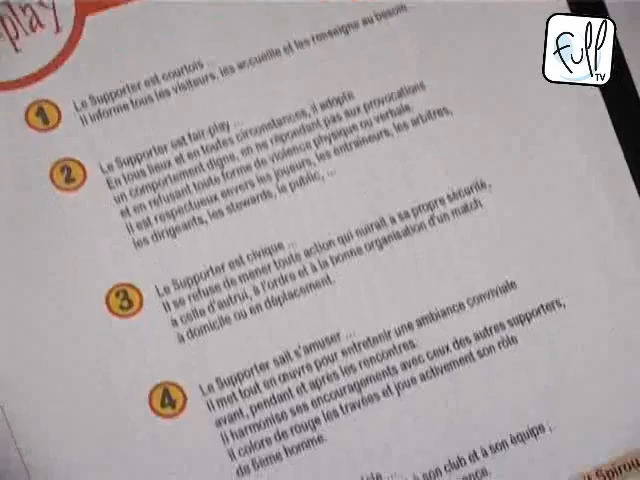 play
full
TV
1
Le Supporter est courtois ...
Il informe tous les visiteurs, les accueille et les renseigne au besoin...
2
Le Supporter est fair play ...
En tous lieux et en toutes circonstances, il adopte
un comportement digne, en ne répondant pas aux provocations
et en refusant toute forme de violence physique ou verbale.
Il est respectueux envers les joueurs, les entraîneurs, les arbitres,
les dirigeants, les stewards, le public, ...
3
Le Supporter est civique ...
Il se refuse de mener toute action qui nuirait à sa propre sécurité,
à celle d'autrui, à l'ordre et à la bonne organisation d'un match
à domicile ou en déplacement.
4
Le Supporter sait s'amuser ...
Il met tout en œuvre pour entretenir une ambiance conviviale
avant, pendant et après les rencontres.
Il harmonise ses encouragements avec ceux des autres supporters,
il colore de rouge les travées et joue activement son rôle
de 6ème homme.
à son club et à son équipe ;
Spirou